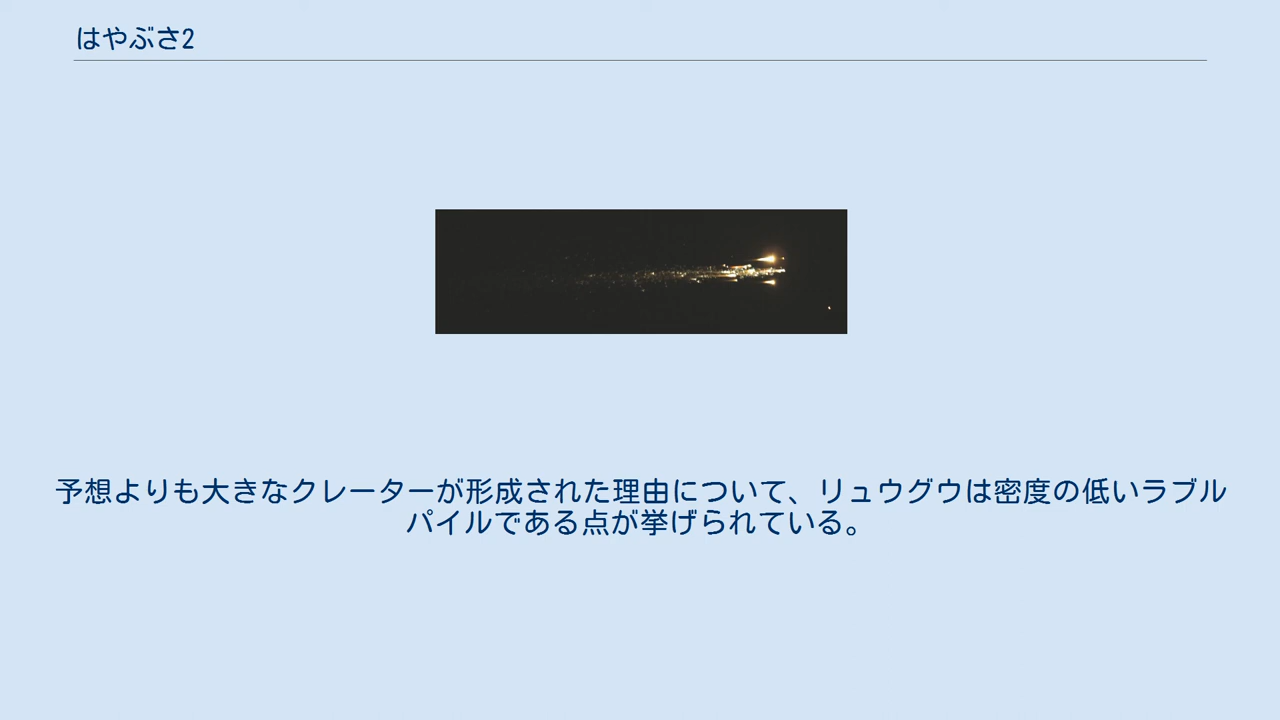 はやぶさ2
予想よりも大きなクレーターが形成された理由について、リュウグウは密度の低いラブル
パイルである点が挙げられている。